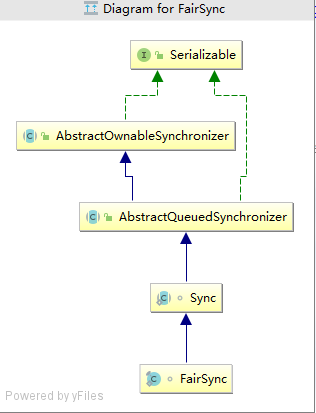 Diagram for FairSync
Serializable
AbstractOwnableSynchronizer
AbstractQueuedSynchronizer
Sync
FairSync
Powered by yFiles